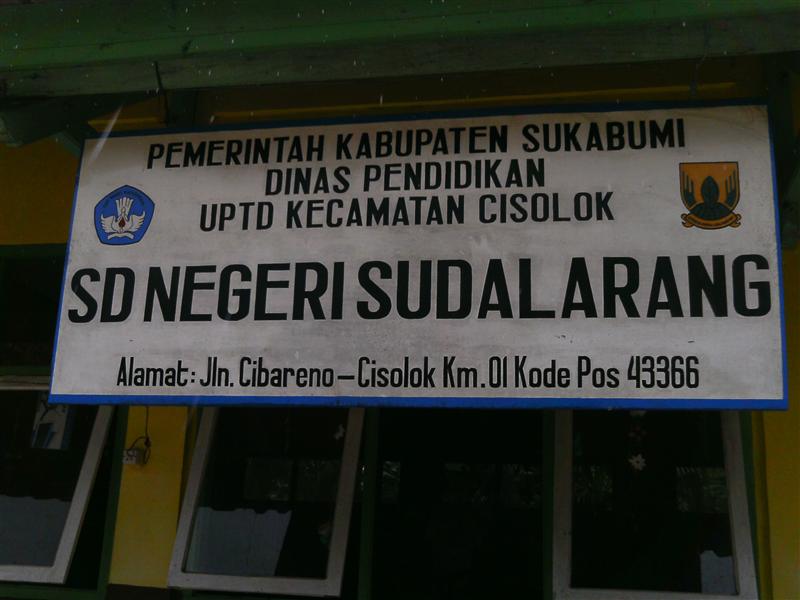 PEMERINTAH KABUPATEN SUKABUMI
DINAS PENDIDIKAN
UPTD KECAMATAN CISOLOK
SD NEGERI SUDALARANG
Alamat: Jln. Cibareno – Cisolok Km. 01 Kode Pos 43366